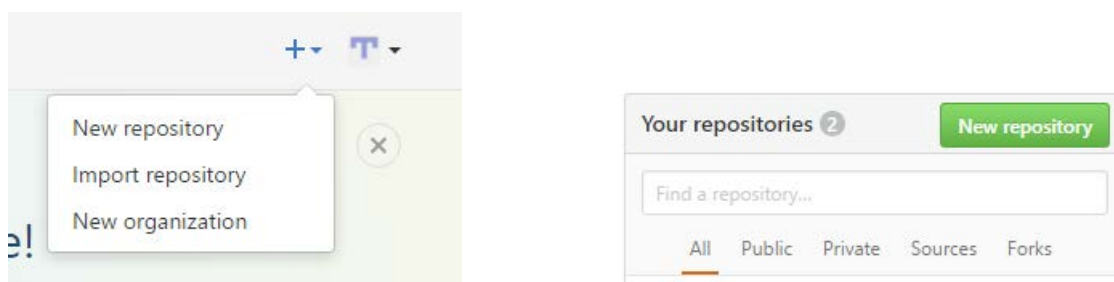 +
T
New repository
Import repository
New organization
e!
Your repositories 2
New repository
Find a repository...
All Public Private Sources Forks